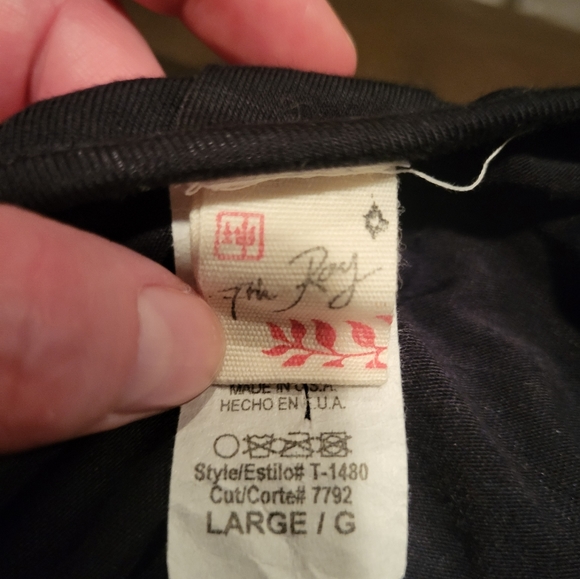 7th Ray
MADE IN U.S.A.
HECHO EN E.U.A.
Style/Estilo# T-1480
Cut/Corte# 7792
LARGE / G